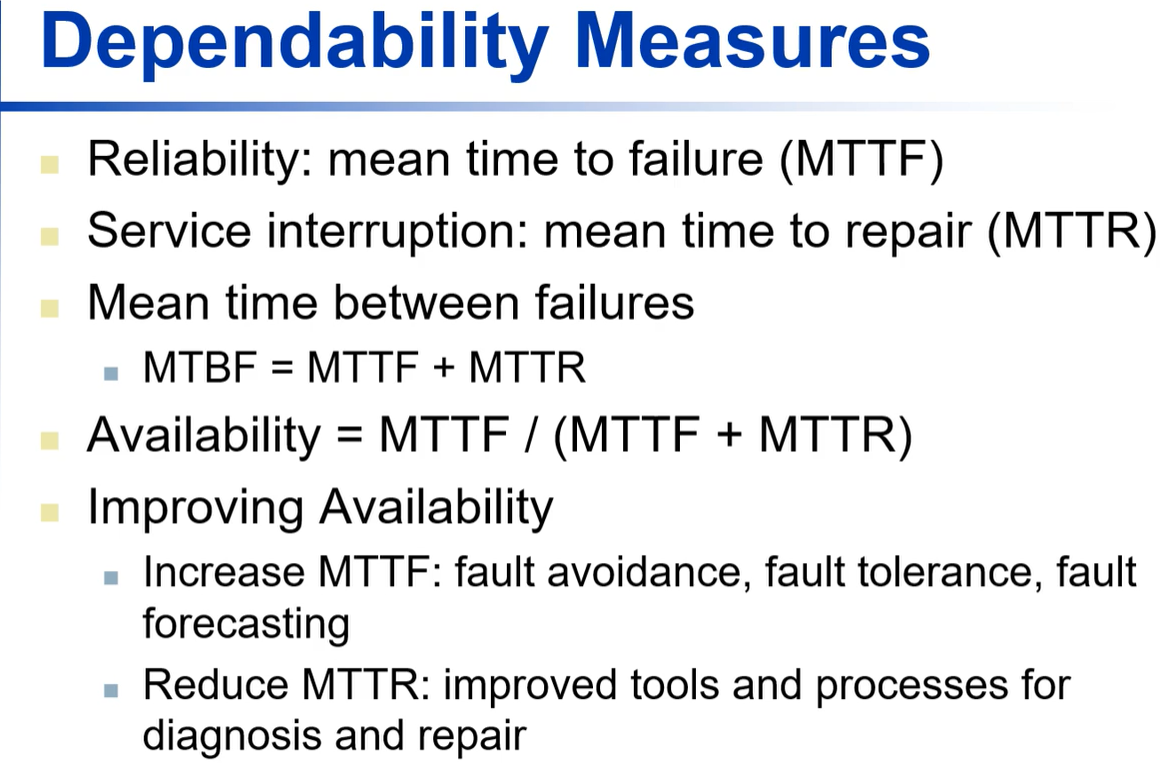 Dependability Measures
Reliability: mean time to failure (MTTF)
Service interruption: mean time to repair (MTTR)
Mean time between failures
MTBF = MTTF + MTTR
Availability = MTTF / (MTTF + MTTR)
Improving Availability
Increase MTTF: fault avoidance, fault tolerance, fault
forecasting
Reduce MTTR: improved tools and processes for
diagnosis and repair